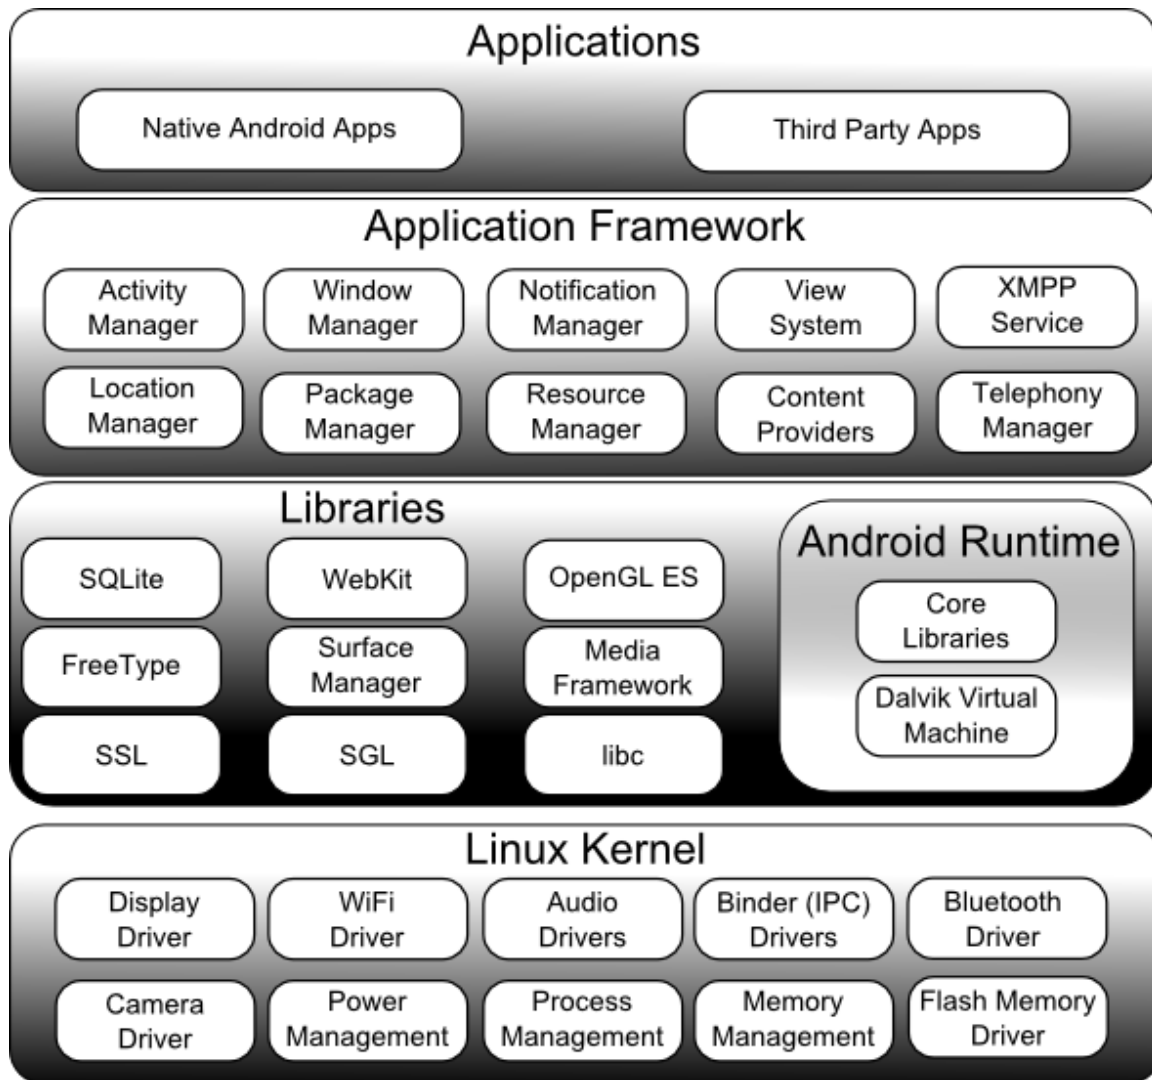 Applications
Native Android Apps
Third Party Apps
Application Framework
Activity
Manager
Window
Manager
Notification
Manager
View
System
XMPP
Service
Location
Manager
Package
Manager
Resource
Manager
Content
Providers
Telephony
Manager
Libraries
SQLite
WebKit
OpenGL ES
FreeType
Surface
Manager
Media
Framework
SSL
SGL
libc
Android Runtime
Core
Libraries
Dalvik Virtual
Machine
Linux Kernel
Display
Driver
WiFi
Driver
Audio
Drivers
Binder (IPC)
Drivers
Bluetooth
Driver
Camera
Driver
Power
Management
Process
Management
Memory
Management
Flash Memory
Driver